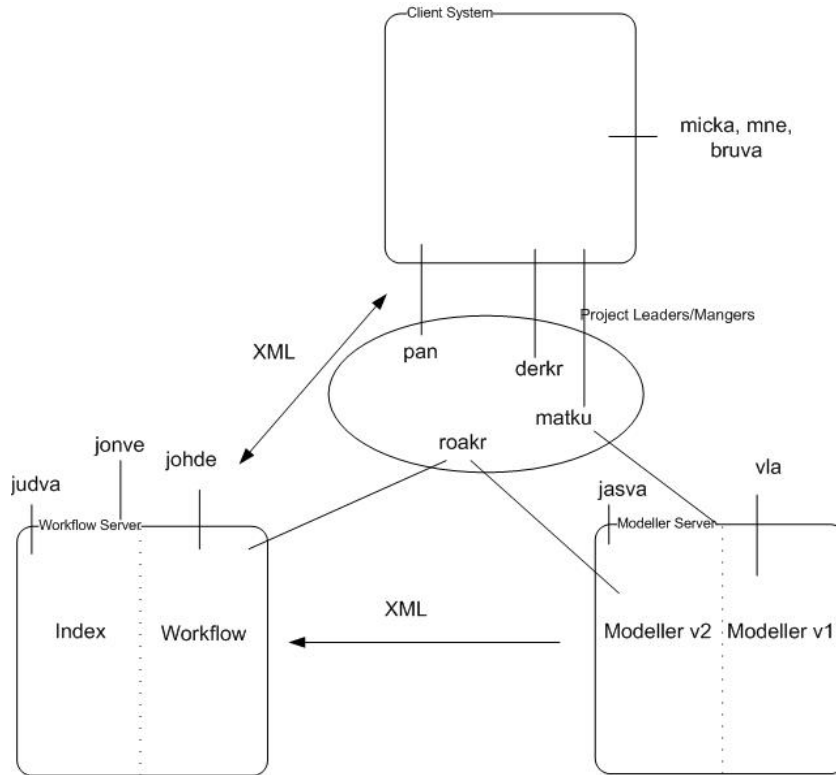 Client System
micka, mne,
bruva
Project Leaders/Mangers
pan
derkr
XML
matku
roakr
jonve
johde
judva
vla
jasva
Workflow Server
Modeller Server
XML
Index
Workflow
Modeller v2
Modeller v1